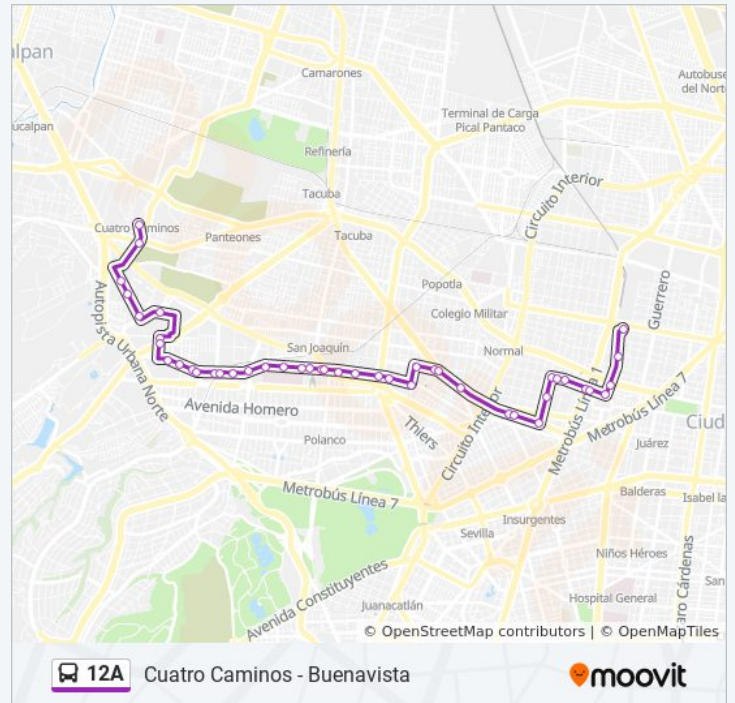 alpan
Camarones
Autobuse
del Nort
Terminal de Carga
Pical Pantaco
ucalpan
Refinería
Circuito Interior
Tacuba
Cuatro Caminos
Panteones
Tacuba
Popotla
Guerrero
Colegio Militar
Autopista Urbana Norte
San Joaquín
Normal
Metrobús Línea 1
Metrobús Línea 7
Avenida Homero
Circuito Interior
Thiers
Ciud
Polanco
Juárez
Metrobús Línea 7
Balderas
Isabel la
Insurgentes
Sevilla
Niños Héroes
Avenida Constituyentes
aro Cárdenas
San
Hospital General
Juanacatlán
© OpenStreetMap contributors | © OpenMapTiles
12A Cuatro Caminos - Buenavista
moovit